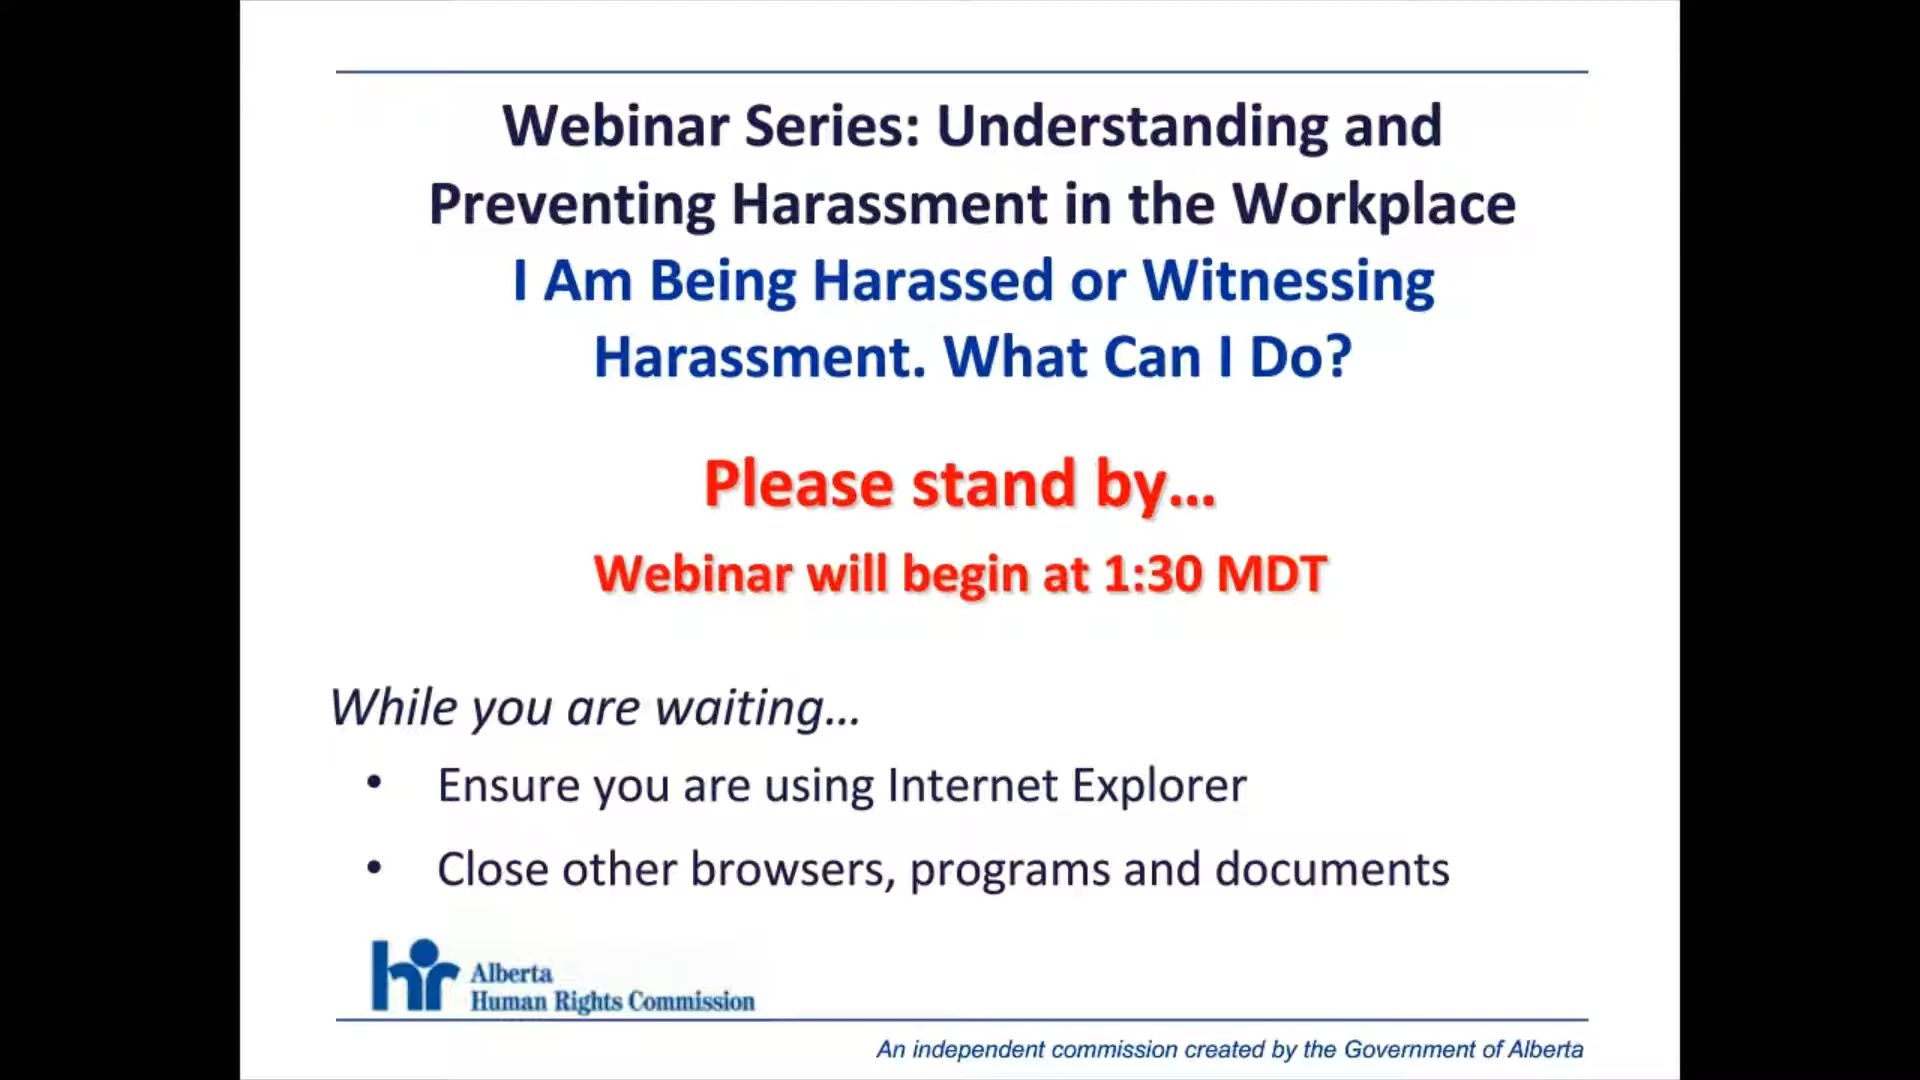 Webinar Series: Understanding and
Preventing Harassment in the Workplace
I Am Being Harassed or Witnessing
Harassment. What Can I Do?
Please stand by…
Webinar will begin at 1:30 MDT
While you are waiting…
• Ensure you are using Internet Explorer
• Close other browsers, programs and documents
hr Alberta
Human Rights Commission
An independent commission created by the Government of Alberta